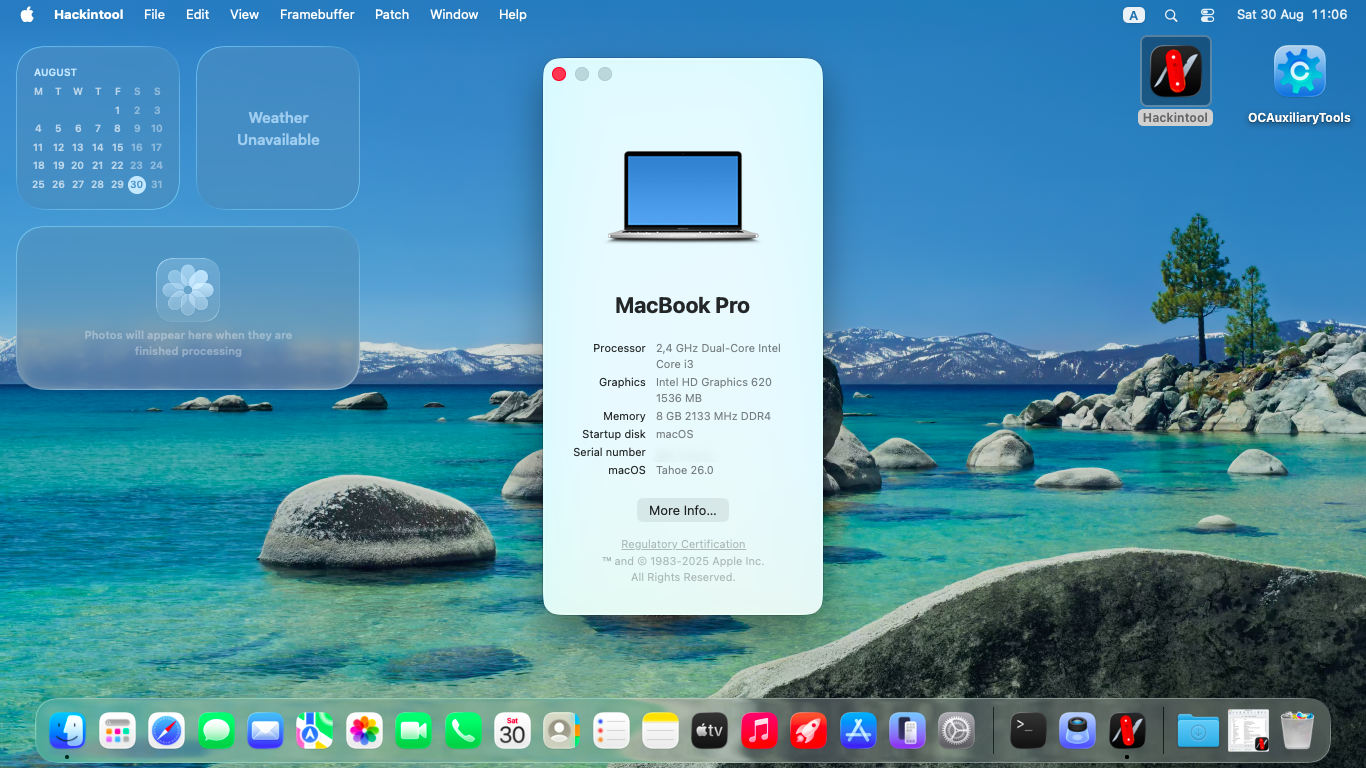 Hackintool File Edit View Framebuffer Patch Window Help
A
Sat 30 Aug 11:06
AUGUST
M T W T F S S
1 2 3
4 5 6 7 8 9 10
11 12 13 14 15 16 17
18 19 20 21 22 23 24
25 26 27 28 29 30 31
Weather
Unavailable
Photos will appear here when they are
finished processing
MacBook Pro
Processor 2,4 GHz Dual-Core Intel
Core i3
Graphics Intel HD Graphics 620
1536 MB
Memory 8 GB 2133 MHz DDR4
Startup disk macOS
Serial number
macOS Tahoe 26.0
More Info...
Regulatory Certification
™ and © 1983-2025 Apple Inc.
All Rights Reserved.
Hackintool
OCAuxiliaryTools
Sat
30
tv
>_